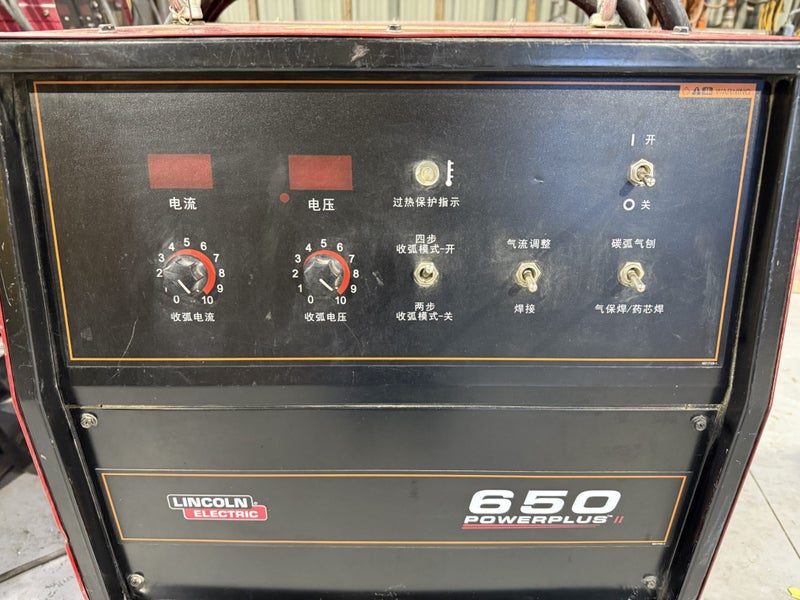 WARNING
开
关
电流
电压
过热保护指示
3 4 5 6 7
2 8
1 9
0 10
收弧电流
3 4 5 6 7
2 8
1 9
0 10
收弧电压
四步
收弧模式-开
两步
收弧模式-关
气流调整
焊接
碳弧气刨
气保焊/药芯焊
LINCOLN
ELECTRIC
650
POWERPLUS™ II